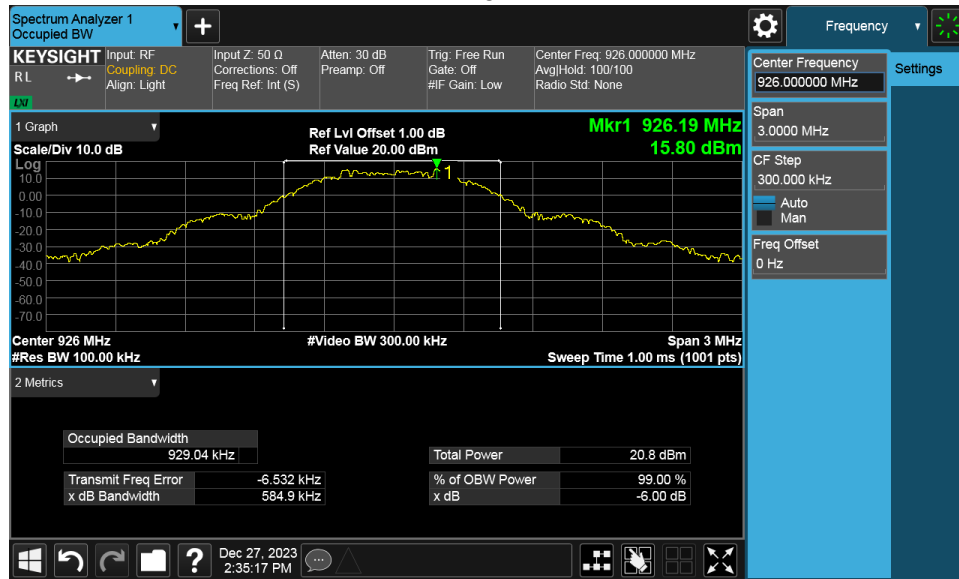 Spectrum Analyzer 1
Occupied BW
+
Frequency
KEYSIGHT
RL
LXI
Input: RF
Coupling: DC
Align: Light
Input Z: 50 Ω
Corrections: Off
Freq Ref: Int (S)
Atten: 30 dB
Preamp: Off
Trig: Free Run
Gate: Off
#IF Gain: Low
Center Freq: 926.000000 MHz
Avg|Hold: 100/100
Radio Std: None
Center Frequency
926.000000 MHz
Settings
Span
3.0000 MHz
CF Step
300.000 kHz
Auto
Man
Freq Offset
0 Hz
1 Graph
Scale/Div 10.0 dB
Ref Lvl Offset 1.00 dB
Ref Value 20.00 dBm
Mkr1 926.19 MHz
15.80 dBm
Log
10.0
0.00
-10.0
-20.0
-30.0
-40.0
-50.0
-60.0
-70.0
1
Center 926 MHz
#Video BW 300.00 kHz
Span 3 MHz
#Res BW 100.00 kHz
Sweep Time 1.00 ms (1001 pts)
2 Metrics
Occupied Bandwidth
929.04 kHz
Total Power 20.8 dBm
Transmit Freq Error -6.532 kHz
% of OBW Power 99.00 %
x dB Bandwidth 584.9 kHz
x dB -6.00 dB
?
Dec 27, 2023
2:35:17 PM